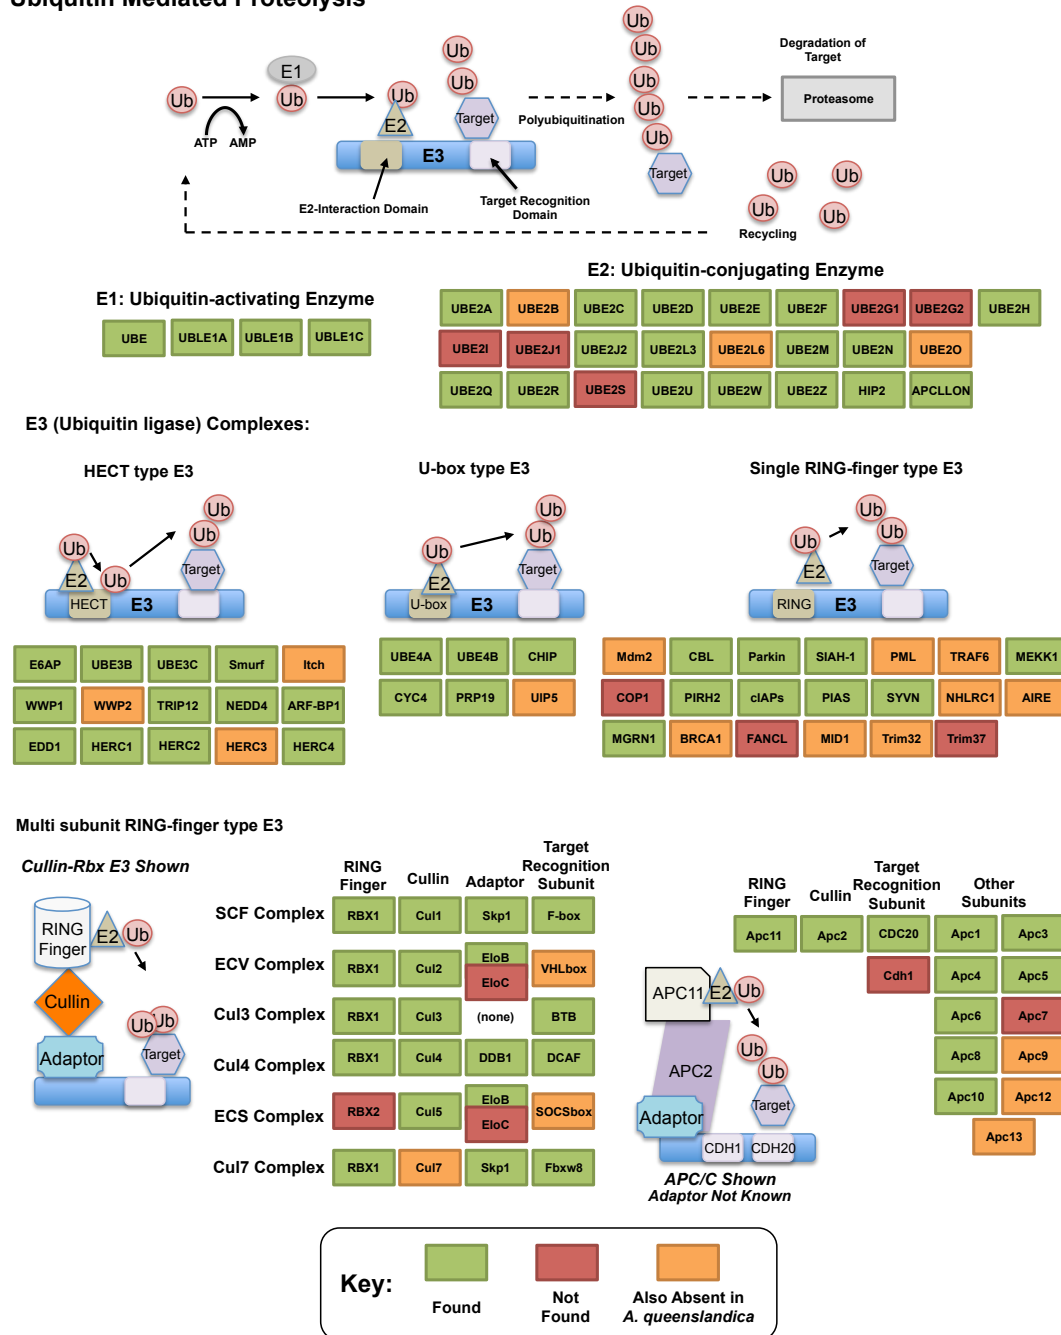 Ubiquitin Mediated Proteolysis
Ub
Ub
Ub
Ub
Ub
Ub
Ub
Ub
E1
Ub
Ub
E2
Target
ATP AMP
E3
Polyubiquitination
Ub
Target
Degradation of
Target
Proteasome
E2-Interaction Domain
Target Recognition
Domain
Ub
Ub
Ub
Ub
Recycling
E1: Ubiquitin-activating Enzyme
UBE UBLE1A UBLE1B UBLE1C
E2: Ubiquitin-conjugating Enzyme
UBE2A UBE2B UBE2C UBE2D UBE2E UBE2F UBE2G1 UBE2G2 UBE2H
UBE2I UBE2J1 UBE2J2 UBE2L3 UBE2L6 UBE2M UBE2N UBE2O
UBE2Q UBE2R UBE2S UBE2U UBE2W UBE2Z HIP2 APCLLON
E3 (Ubiquitin ligase) Complexes:
HECT type E3
Ub
Ub
Ub
E2
Ub
Target
HECT E3
E6AP UBE3B UBE3C Smurf Itch
WWP1 WWP2 TRIP12 NEDD4 ARF-BP1
EDD1 HERC1 HERC2 HERC3 HERC4
U-box type E3
Ub
Ub
Ub
E2
Target
U-box E3
UBE4A UBE4B CHIP
CYC4 PRP19 UIP5
Single RING-finger type E3
Ub
Ub
Ub
E2
Target
RING E3
Mdm2 CBL Parkin SIAH-1 PML TRAF6 MEKK1
COP1 PIRH2 cIAPs PIAS SYVN NHLRC1 AIRE
MGRN1 BRCA1 FANCL MID1 Trim32 Trim37
Multi subunit RING-finger type E3
Cullin-Rbx E3 Shown
RING
Finger
E2
Ub
Cullin
Ub
Ub
Adaptor
Target
RING
Finger
Cullin
Adaptor
Target
Recognition
Subunit
SCF Complex RBX1 Cul1 Skp1 F-box
ECV Complex RBX1 Cul2 EloB EloC VHLbox
Cul3 Complex RBX1 Cul3 (none) BTB
Cul4 Complex RBX1 Cul4 DDB1 DCAF
ECS Complex RBX2 Cul5 EloB EloC SOCSbox
Cul7 Complex RBX1 Cul7 Skp1 Fbxw8
RING
Finger
Cullin
Target
Recognition
Subunit
Other
Subunits
Apc11 Apc2 CDC20 Apc1 Apc3
Cdh1 Apc4 Apc5
Apc6 Apc7
Apc8 Apc9
Apc10 Apc12
Apc13
APC11
E2
Ub
APC2
Ub
Ub
Adaptor
Target
CDH1 CDH20
APC/C Shown
Adaptor Not Known
Key:
Found
Not
Found
Also Absent in
A. queenslandica